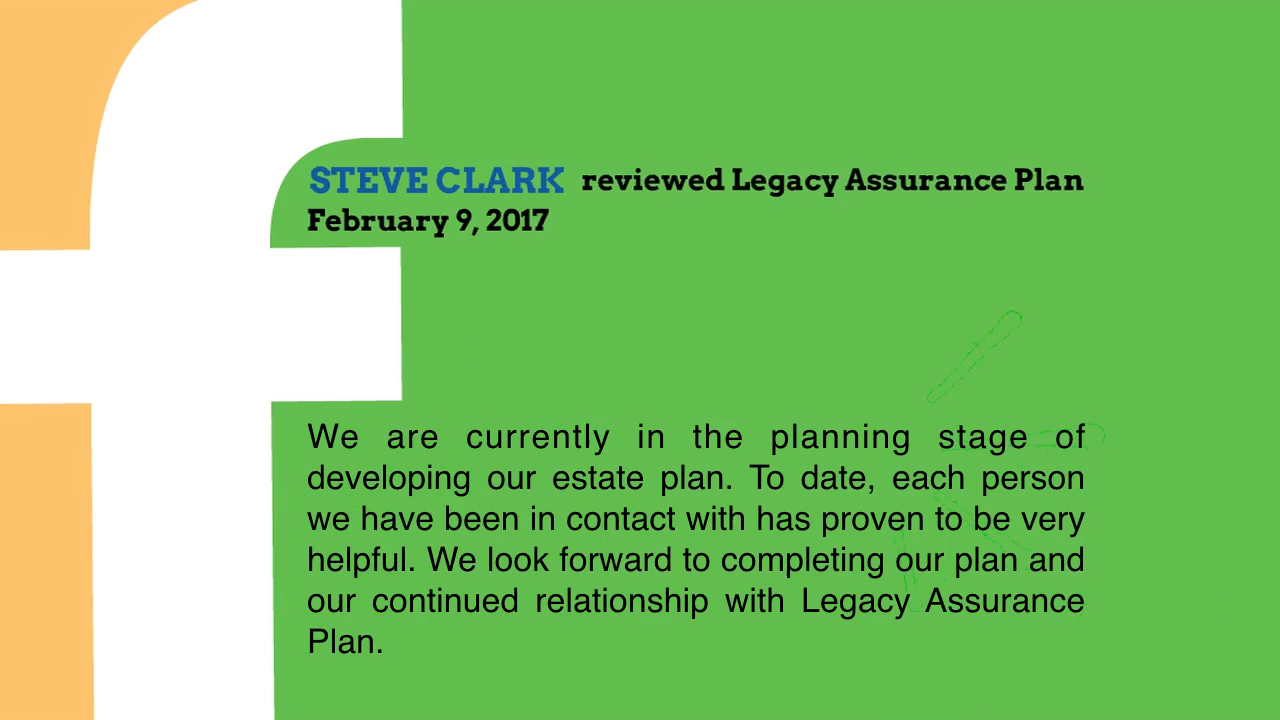 STEVE CLARK reviewed Legacy Assurance Plan
February 9, 2017
We are currently in the planning stage of
developing our estate plan. To date, each person
we have been in contact with has proven to be very
helpful. We look forward to completing our plan and
our continued relationship with Legacy Assurance
Plan.